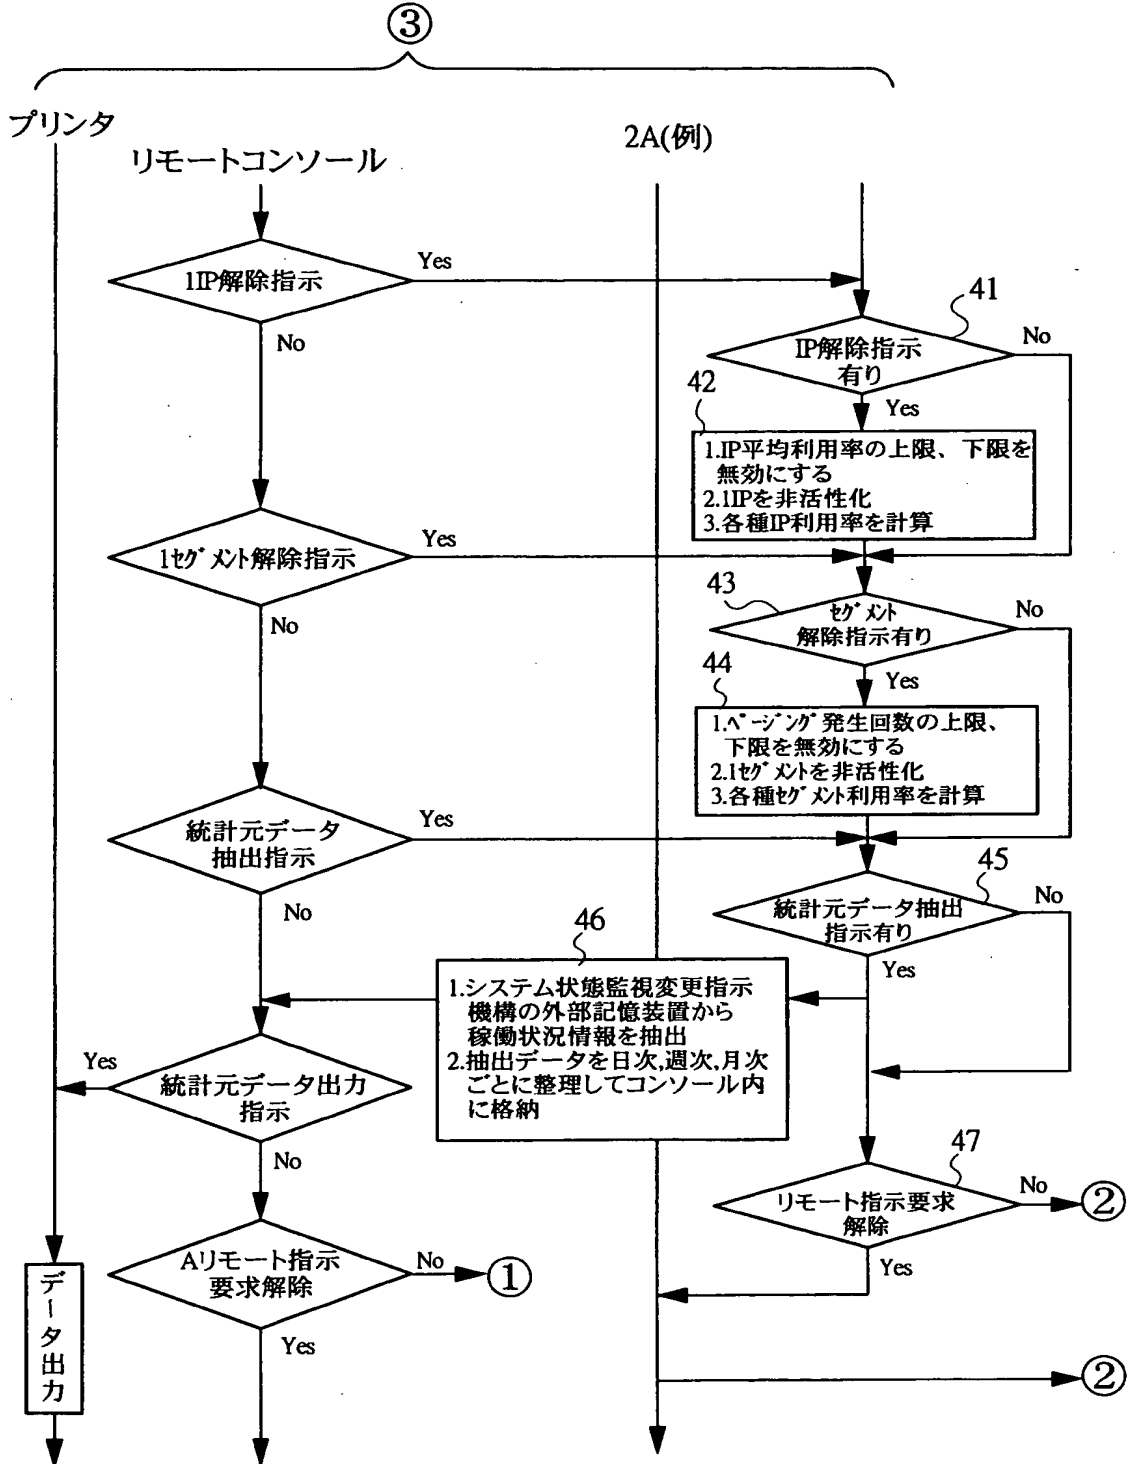 ③
プリンタ
リモートコンソール
2A(例)
1IP解除指示
Yes
No
41
IP解除指示
有り
No
Yes
42
1.IP平均利用率の上限、下限を
無効にする
2.1IPを非活性化
3.各種IP利用率を計算
1ｾｸﾞﾒﾝﾄ解除指示
Yes
No
43
ｾｸﾞﾒﾝﾄ
解除指示有り
No
Yes
44
1.ﾍﾟｰｼﾞﾝｸﾞ発生回数の上限、
下限を無効にする
2.1ｾｸﾞﾒﾝﾄを非活性化
3.各種ｾｸﾞﾒﾝﾄ利用率を計算
統計元データ
抽出指示
Yes
No
45
統計元データ抽出
指示有り
No
Yes
46
1.システム状態監視変更指示
機構の外部記憶装置から
稼働状況情報を抽出
2.抽出データを日次,週次,月次
ごとに整理してコンソール内
に格納
Yes
統計元データ出力
指示
No
47
リモート指示要求
解除
No
②
Yes
Aリモート指示
要求解除
No
①
Yes
データ出力
②